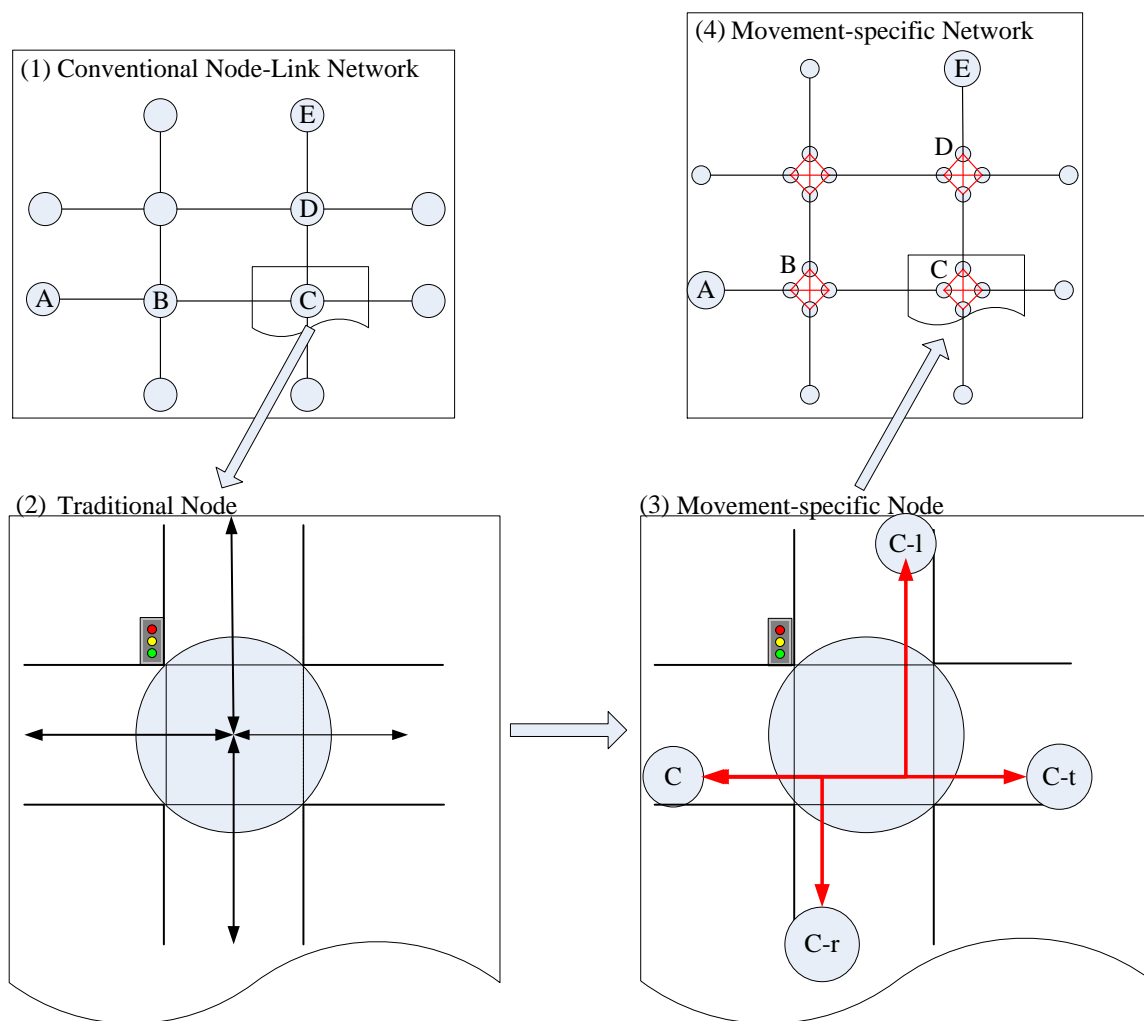 (1) Conventional Node-Link Network
E
D
A
B
C
(4) Movement-specific Network
E
D
B
C
A
(2) Traditional Node
(3) Movement-specific Node
C-l
C
C-t
C-r